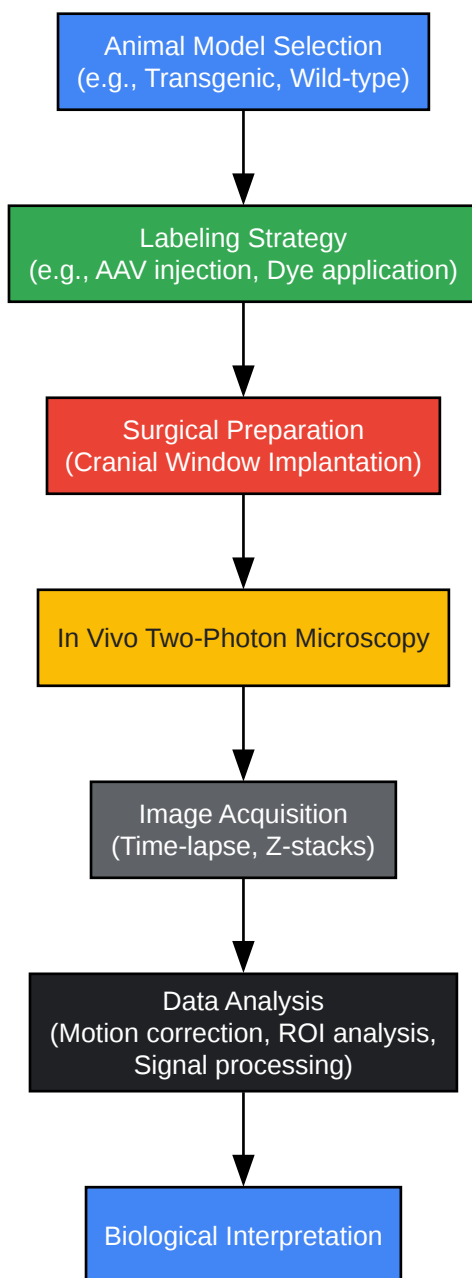 Animal Model Selection
(e.g., Transgenic, Wild-type)
Labeling Strategy
(e.g., AAV injection, Dye application)
Surgical Preparation
(Cranial Window Implantation)
In Vivo Two-Photon Microscopy
Image Acquisition
(Time-lapse, Z-stacks)
Data Analysis
(Motion correction, ROI analysis,
Signal processing)
Biological Interpretation